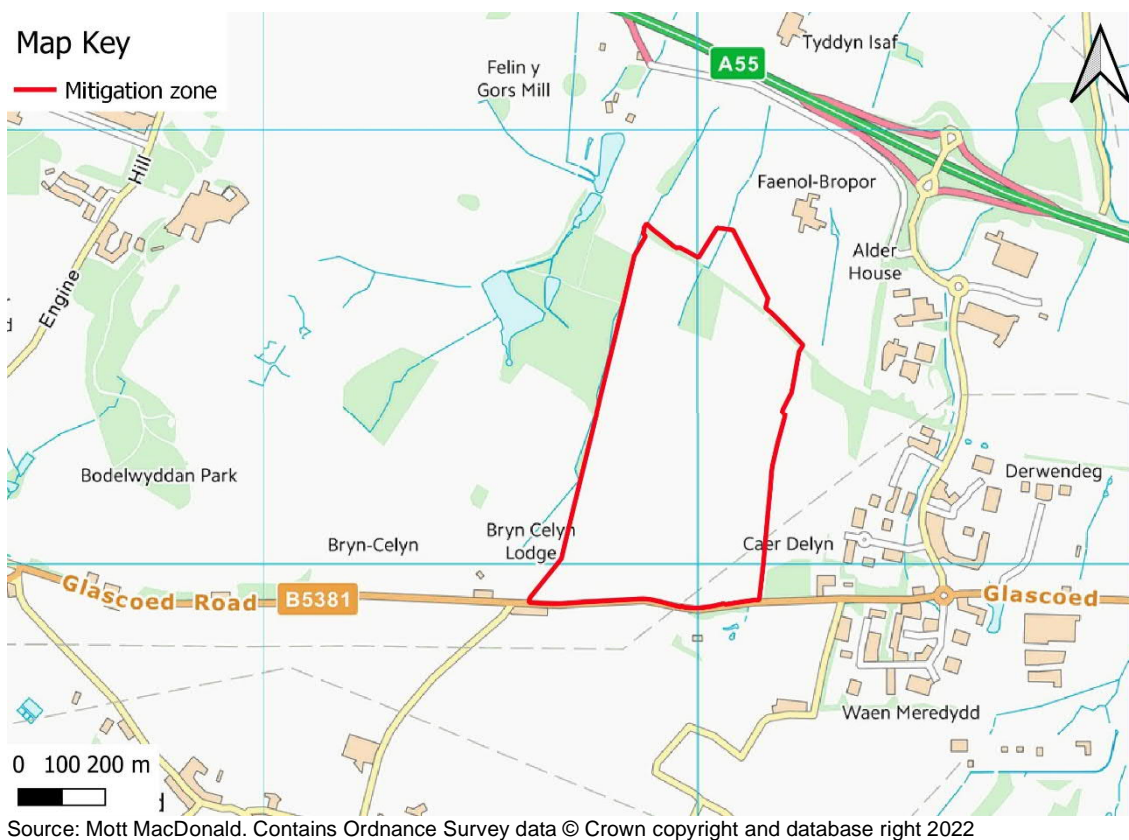 Map Key
Mitigation zone
Felin y
Gors Mill
A55
Tyddyn Isaf
Engine
Hill
Faenol-Bropor
Alder
House
d
Bodelwyddan Park
Derwendeg
Bryn-Celyn
Bryn Celyn
Lodge
Caer Delyn
Glascoed Road
B5381
Glascoed
Waen Meredydd
0 100 200 m
d
Source: Mott MacDonald. Contains Ordnance Survey data © Crown copyright and database right 2022